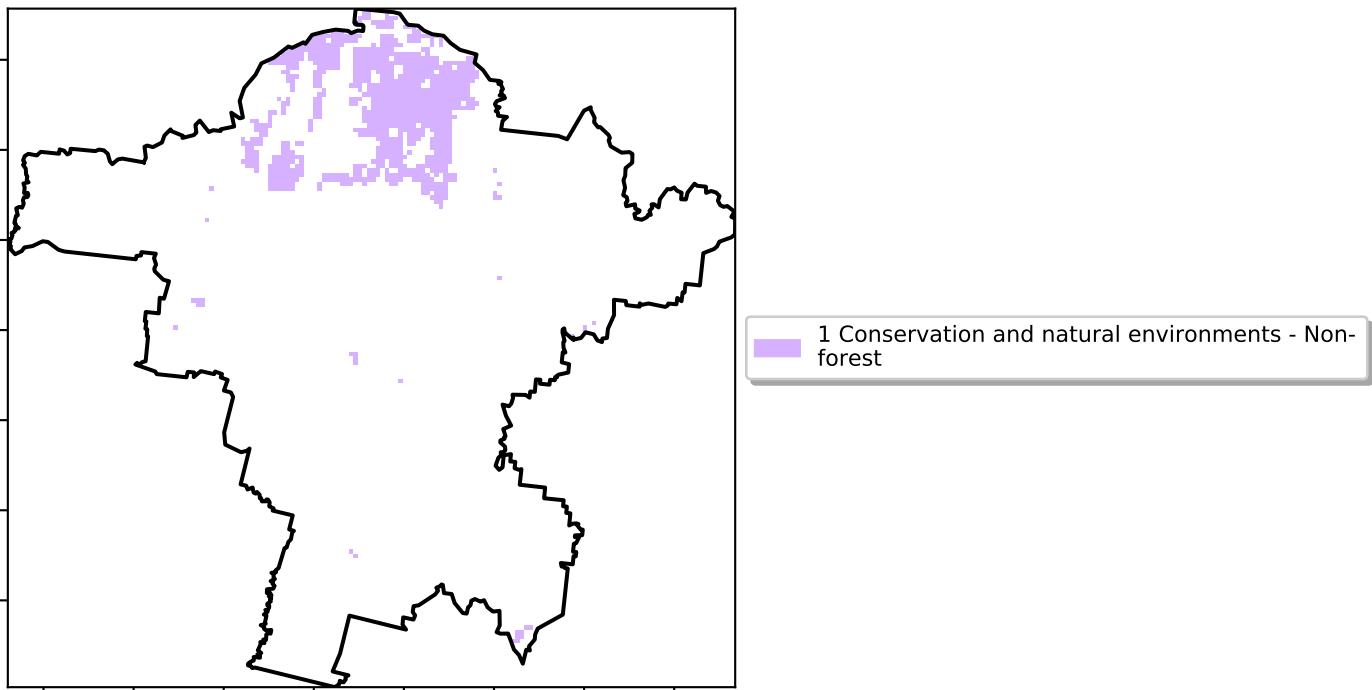 1 Conservation and natural environments - Non-
forest